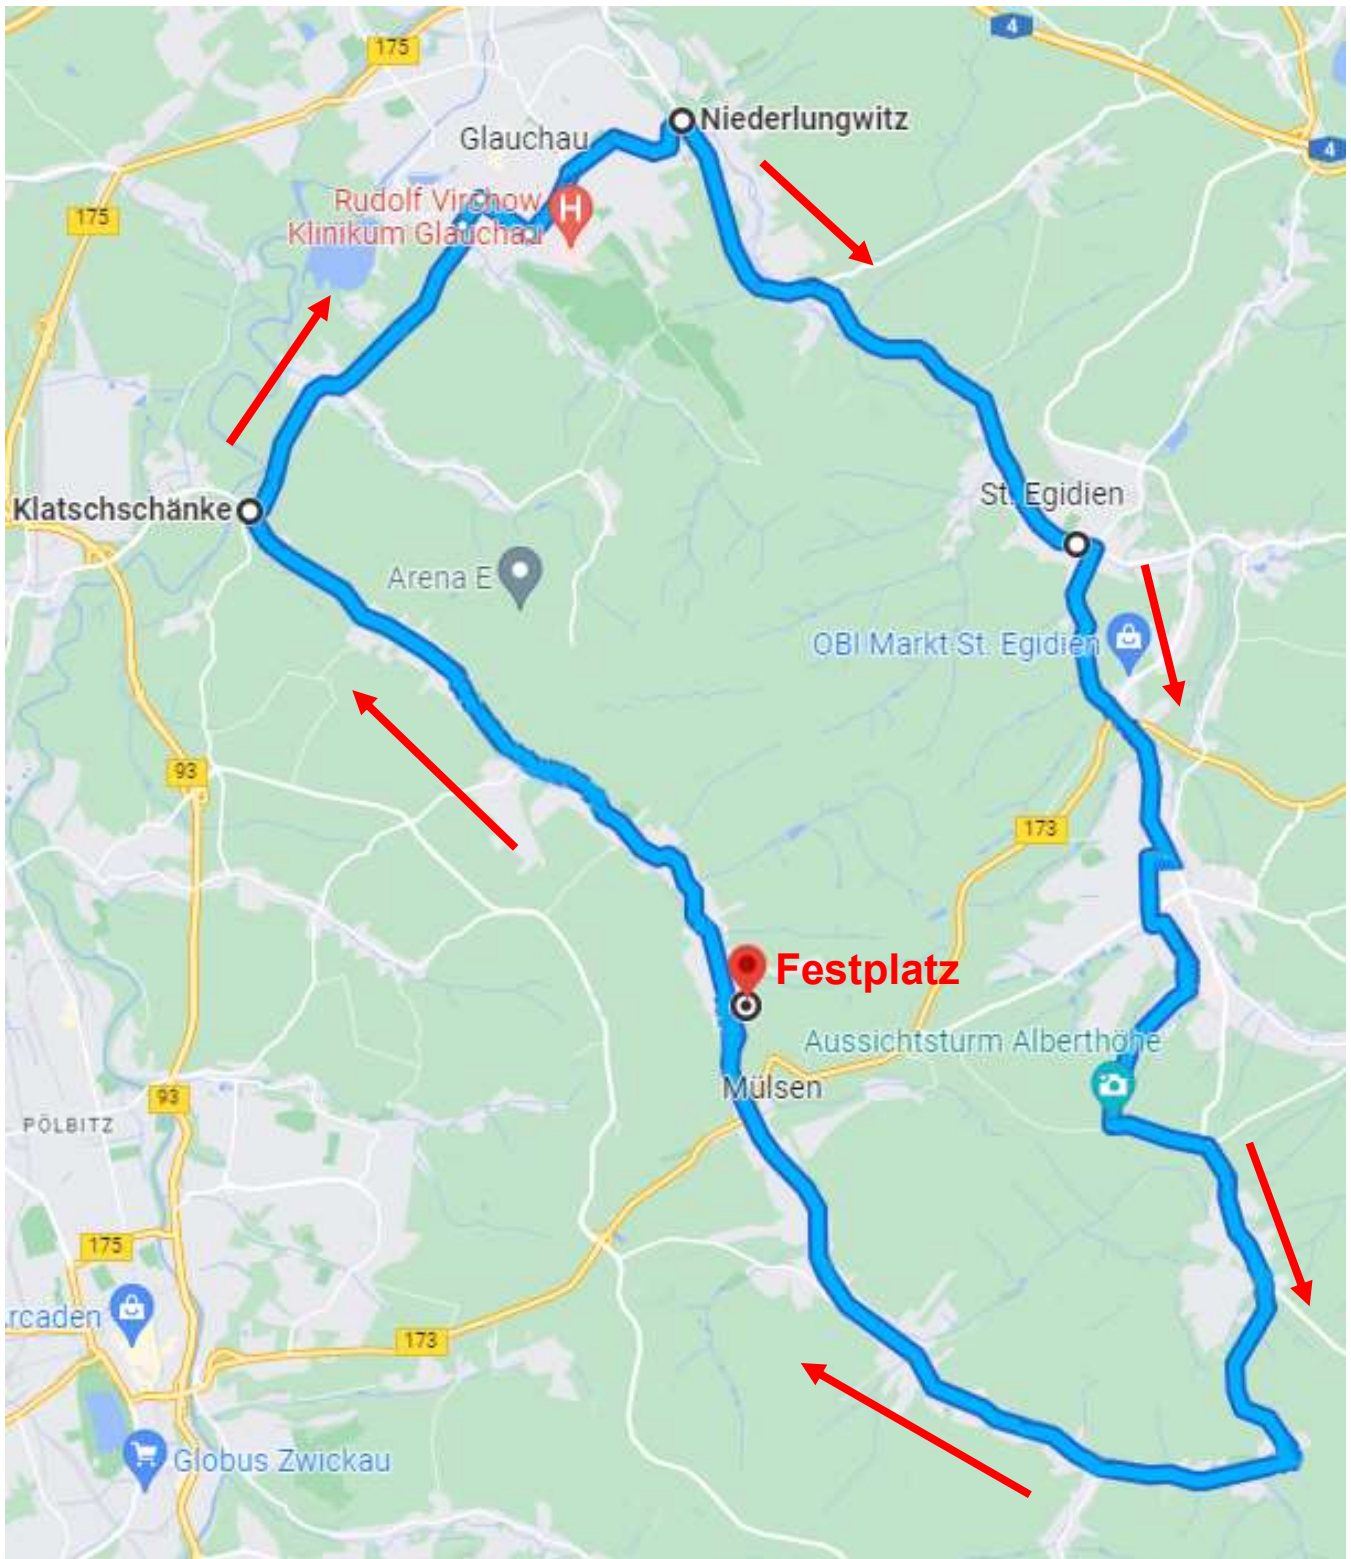 4
175
Niederlungwitz
Glauchau
4
Rudolf Virchow
Klinikum Glauchau
175
St. Egidien
Klatschschänke
Arena E
OBI Markt St. Egidien
93
173
Festplatz
Aussichtsturm Alberthöhe
Mülsen
93
PÖLBITZ
175
rcaden
173
Globus Zwickau